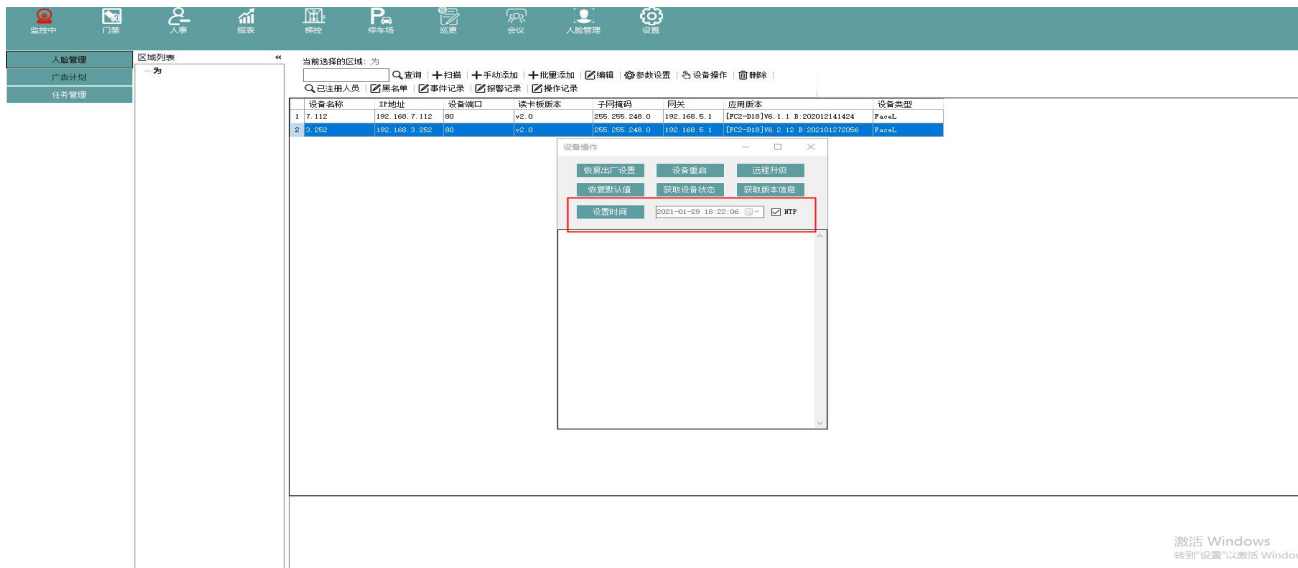 监控中 门禁 人事 报表 梯控 停车场 巡更 会议 人脸管理 设置
人脸管理
广告计划
任务管理
区域列表 «
为
当前选择的区域: 为
查询 扫描 手动添加 批量添加 编辑 参数设置 设备操作 删除
已注册人员 黑名单 事件记录 报警记录 操作记录
设备名称 IP地址 设备端口 读卡板版本 子网掩码 网关 应用版本 设备类型
1 7.112 192.168.7.112 80 v2.0 255.255.248.0 192.168.5.1 [FC2-D18]V6.1.1 B:202012141424 FaceL
2 3.252 192.168.3.252 80 v2.0 255.255.248.0 192.168.5.1 [FC2-D18]V6.2.12 B:202101272056 FaceL
设备操作
恢复出厂设置 设备重启 远程升级
恢复默认值 获取设备状态 获取版本信息
设置时间 2021-01-29 18:22:06 NTP
激活 Windows
转到"设置"以激活 Window